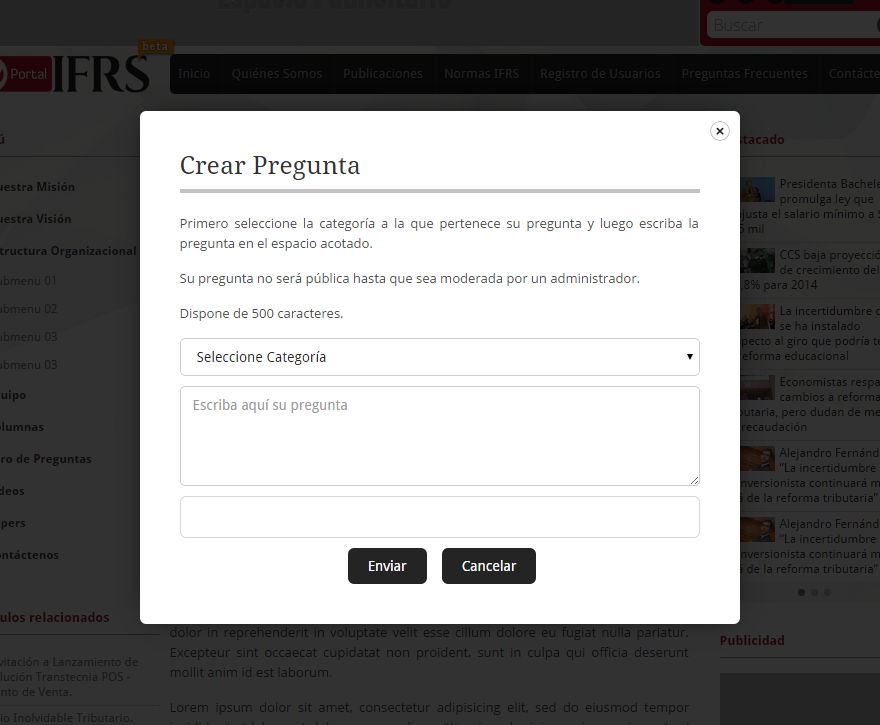 Espacio Publicitario
Buscar
beta
Portal IFRS
Inicio
Quiénes Somos
Publicaciones
Normas IFRS
Registro de Usuarios
Preguntas Frecuentes
Contácte
ú
uestra Misión
uestra Visión
tructura Organizacional
ubmenu 01
ubmenu 02
ubmenu 03
ubmenu 03
uipo
olumnas
ro de Preguntas
deos
pers
ontáctenos
ulos relacionados
vitación a Lanzamiento de
lución Transtecnia POS -
nto de Venta.
io Inolvidable Tributario.
Crear Pregunta
Primero seleccione la categoría a la que pertenece su pregunta y luego escriba la
pregunta en el espacio acotado.
Su pregunta no será pública hasta que sea moderada por un administrador.
Dispone de 500 caracteres.
Seleccione Categoría
Escriba aquí su pregunta
Enviar
Cancelar
dolor in reprehenderit in voluptate velit esse cillum dolore eu fugiat nulla pariatur.
Excepteur sint occaecat cupidatat non proident, sunt in culpa qui officia deserunt
mollit anim id est laborum.
Lorem ipsum dolor sit amet, consectetur adipisicing elit, sed do eiusmod tempor
stacado
Presidenta Bachele
promulga ley que
justa el salario mínimo a $
5 mil
CCS baja proyecció
de crecimiento del
,8% para 2014
La incertidumbre q
se ha instalado
specto al giro que podría te
reforma educacional
Economistas respa
cambios a reforma
butaria, pero dudan de me
recaudación
Alejandro Fernánd
"La incertidumbre
inversionista continuará m
á de la reforma tributaria"
Alejandro Fernánd
"La incertidumbre
inversionista continuará m
á de la reforma tributaria"
Publicidad